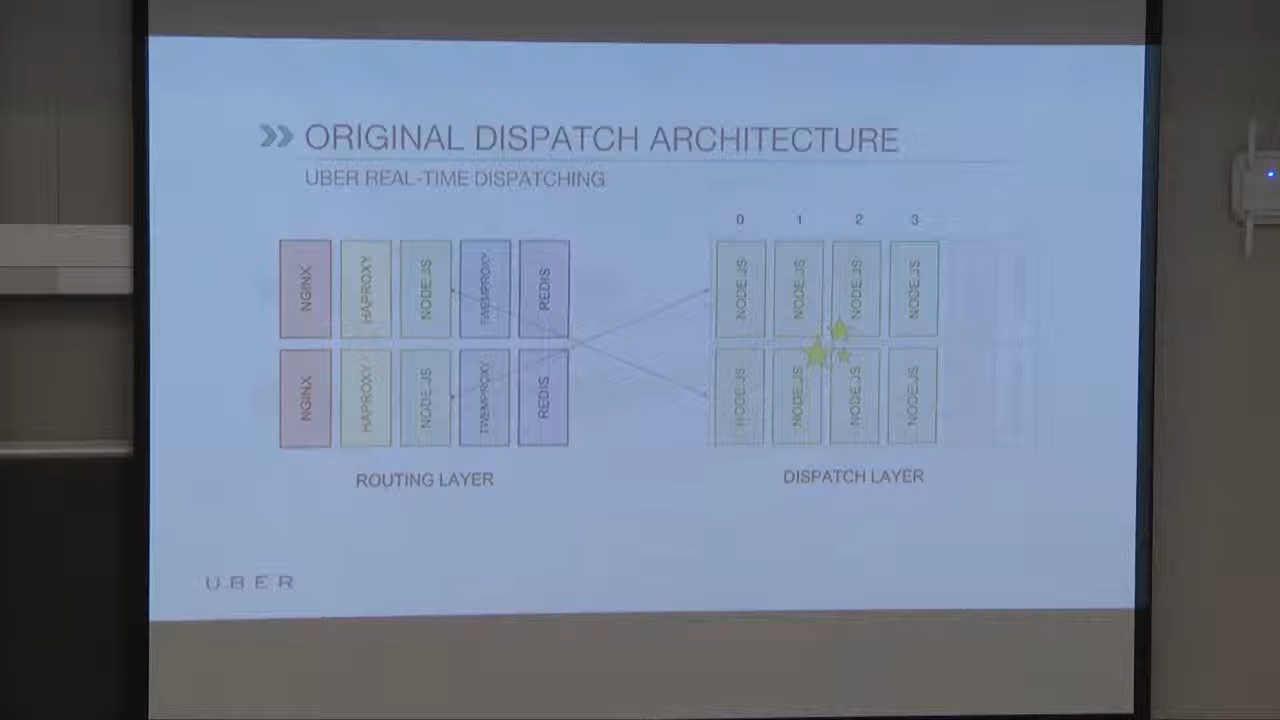 ORIGINAL DISPATCH ARCHITECTURE
UBER REAL-TIME DISPATCHING
0 1 2 3
NGINX HAPROXY NODE.JS TWEMPROXY REDIS NODE.JS NODE.JS NODE.JS NODE.JS
NGINX HAPROXY NODE.JS TWEMPROXY REDIS NODE.JS NODE.JS NODE.JS NODE.JS
ROUTING LAYER DISPATCH LAYER
UBER